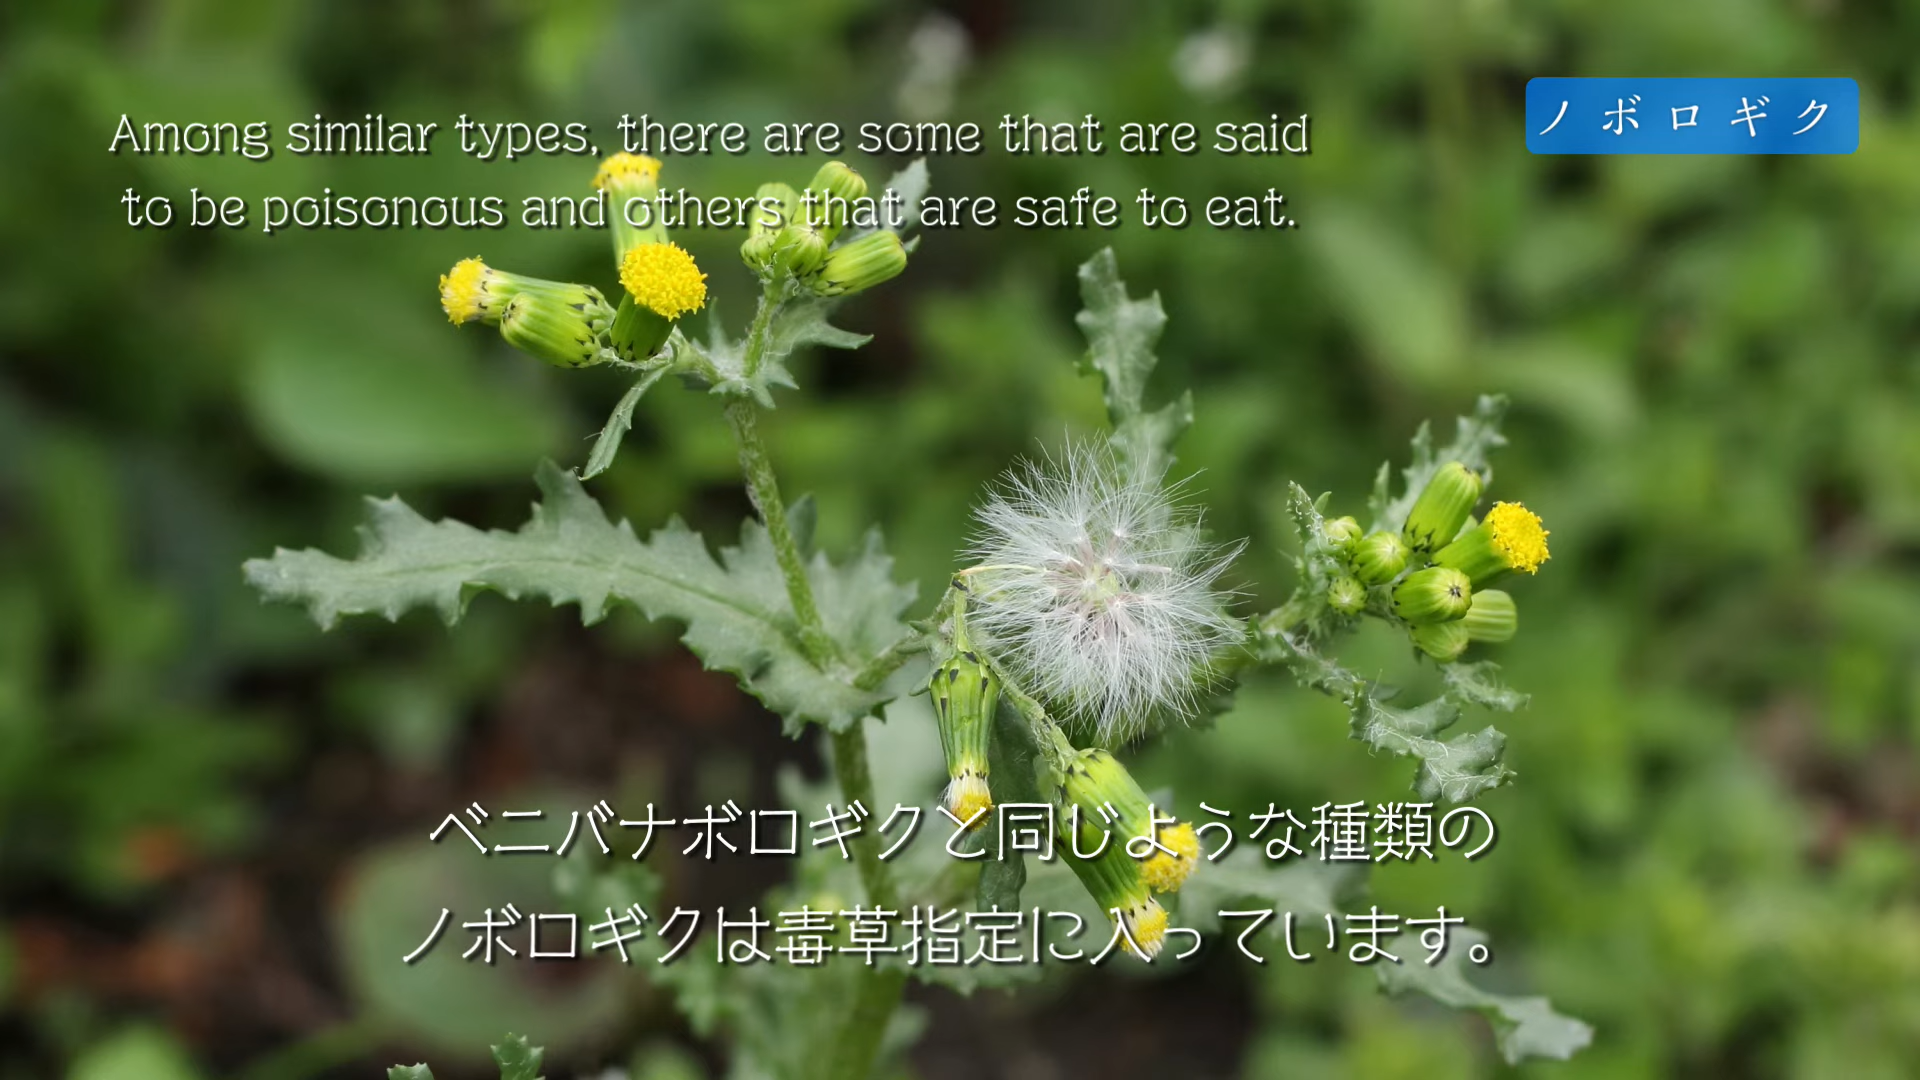 Among similar types, there are some that are said
to be poisonous and others that are safe to eat.
ノボロギク
ベニバナボロギクと同じような種類の
ノボロギクは毒草指定に入っています。